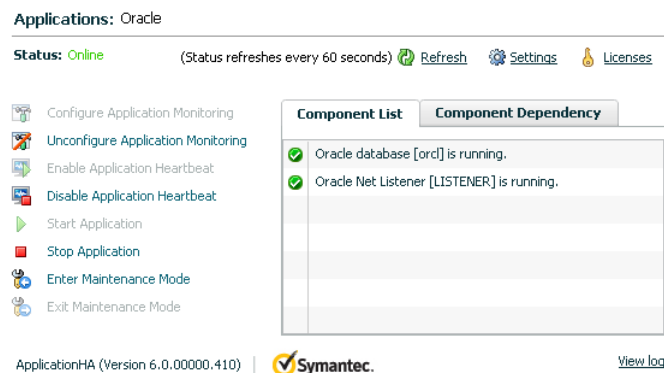 Applications: Oracle
Status: Online (Status refreshes every 60 seconds) Refresh Settings Licenses
Configure Application Monitoring
Unconfigure Application Monitoring
Enable Application Heartbeat
Disable Application Heartbeat
Start Application
Stop Application
Enter Maintenance Mode
Exit Maintenance Mode
Component List Component Dependency
Oracle database [orcl] is running.
Oracle Net Listener [LISTENER] is running.
ApplicationHA (Version 6.0.00000.410) Symantec. View log